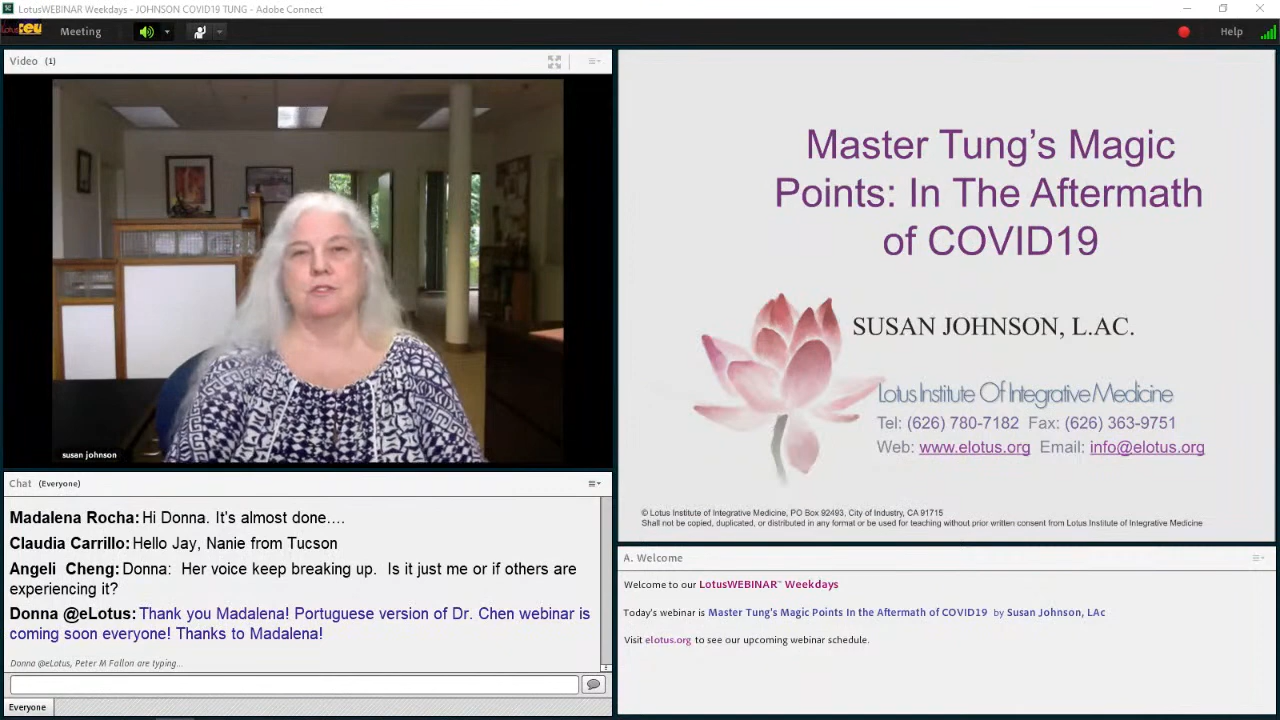 LotusWEBINAR Weekdays - JOHNSON COVID19 TUNG - Adobe Connect
Meeting
Help
Video (1)
susan johnson
Master Tung's Magic
Points: In The Aftermath
of COVID19
SUSAN JOHNSON, L.AC.
Lotus Institute Of Integrative Medicine
Tel: (626) 780-7182 Fax: (626) 363-9751
Web: www.elotus.org Email: info@elotus.org
© Lotus Institute of Integrative Medicine, PO Box 92493, City of Industry, CA 91715
Shall not be copied, duplicated, or distributed in any format or be used for teaching without prior written consent from Lotus Institute of Integrative Medicine
Chat (Everyone)
Madalena Rocha: Hi Donna. It's almost done....
Claudia Carrillo: Hello Jay, Nanie from Tucson
Angeli Cheng: Donna: Her voice keep breaking up. Is it just me or if others are
experiencing it?
Donna @eLotus: Thank you Madalena! Portuguese version of Dr. Chen webinar is
coming soon everyone! Thanks to Madalena!
Donna @eLotus, Peter M Fallon are typing...
Everyone
A. Welcome
Welcome to our LotusWEBINAR™ Weekdays
Today's webinar is Master Tung's Magic Points In the Aftermath of COVID19 by Susan Johnson, LAc
Visit elotus.org to see our upcoming webinar schedule.